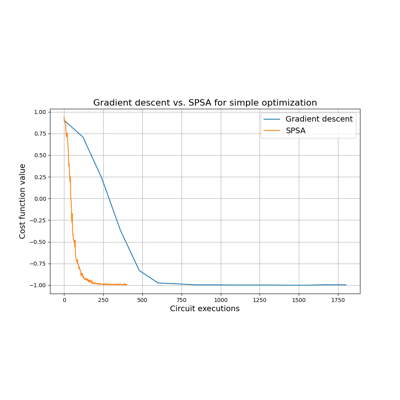 Gradient descent vs. SPSA for simple optimization
Gradient descent
SPSA
Cost function value
1.00
0.75
0.50
0.25
0.00
−0.25
−0.50
−0.75
−1.00
0 250 500 750 1000 1250 1500 1750
Circuit executions